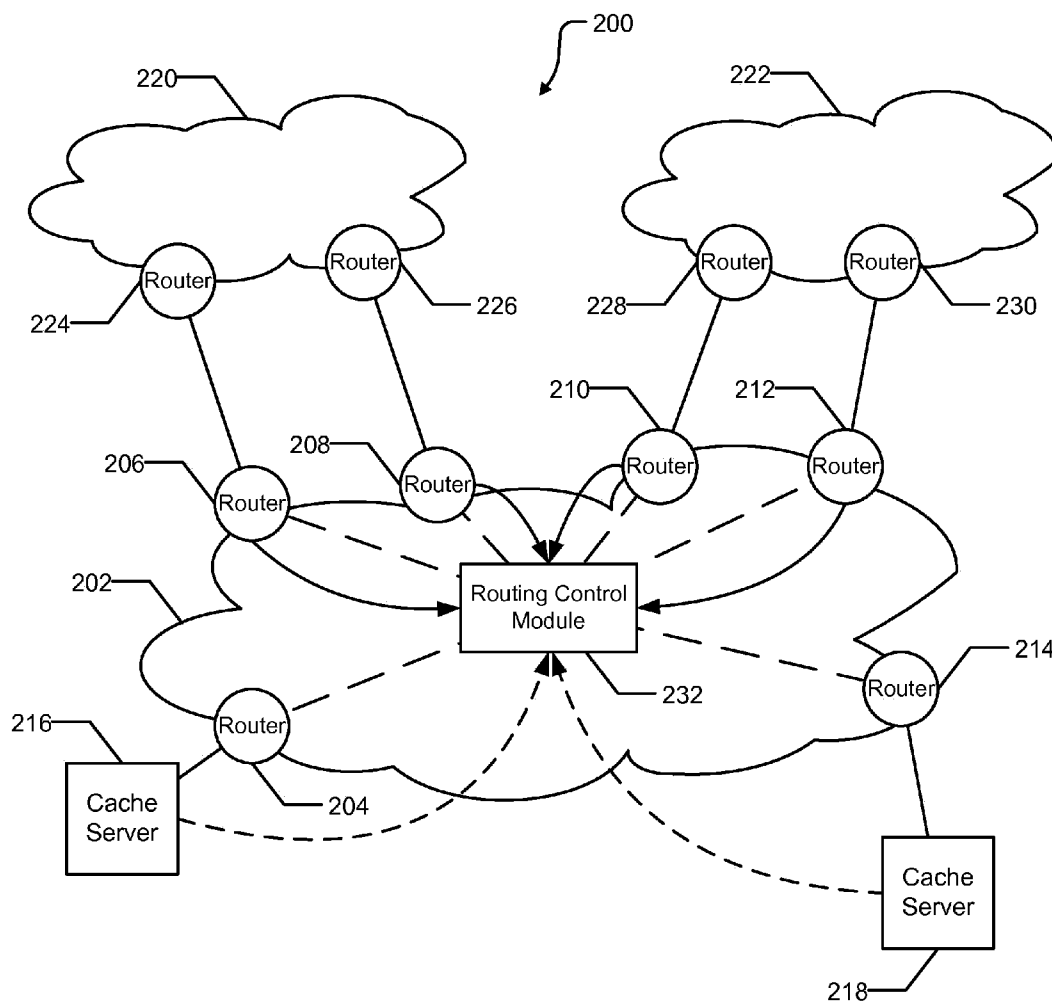 200
220
222
Router
Router
Router
Router
224
226
228
230
210
212
208
206
Router
Router
Router
Router
202
Routing Control
Module
214
Router
232
216
Router
204
Cache
Server
Cache
Server
218